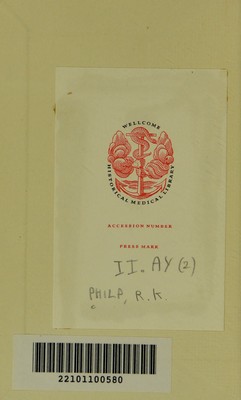 WELLCOME
HISTORICAL MEDICAL LIBRARY
ACCESSION NUMBER
PRESS MARK
II. AY (2)
PHILP, R. K.
22101100580